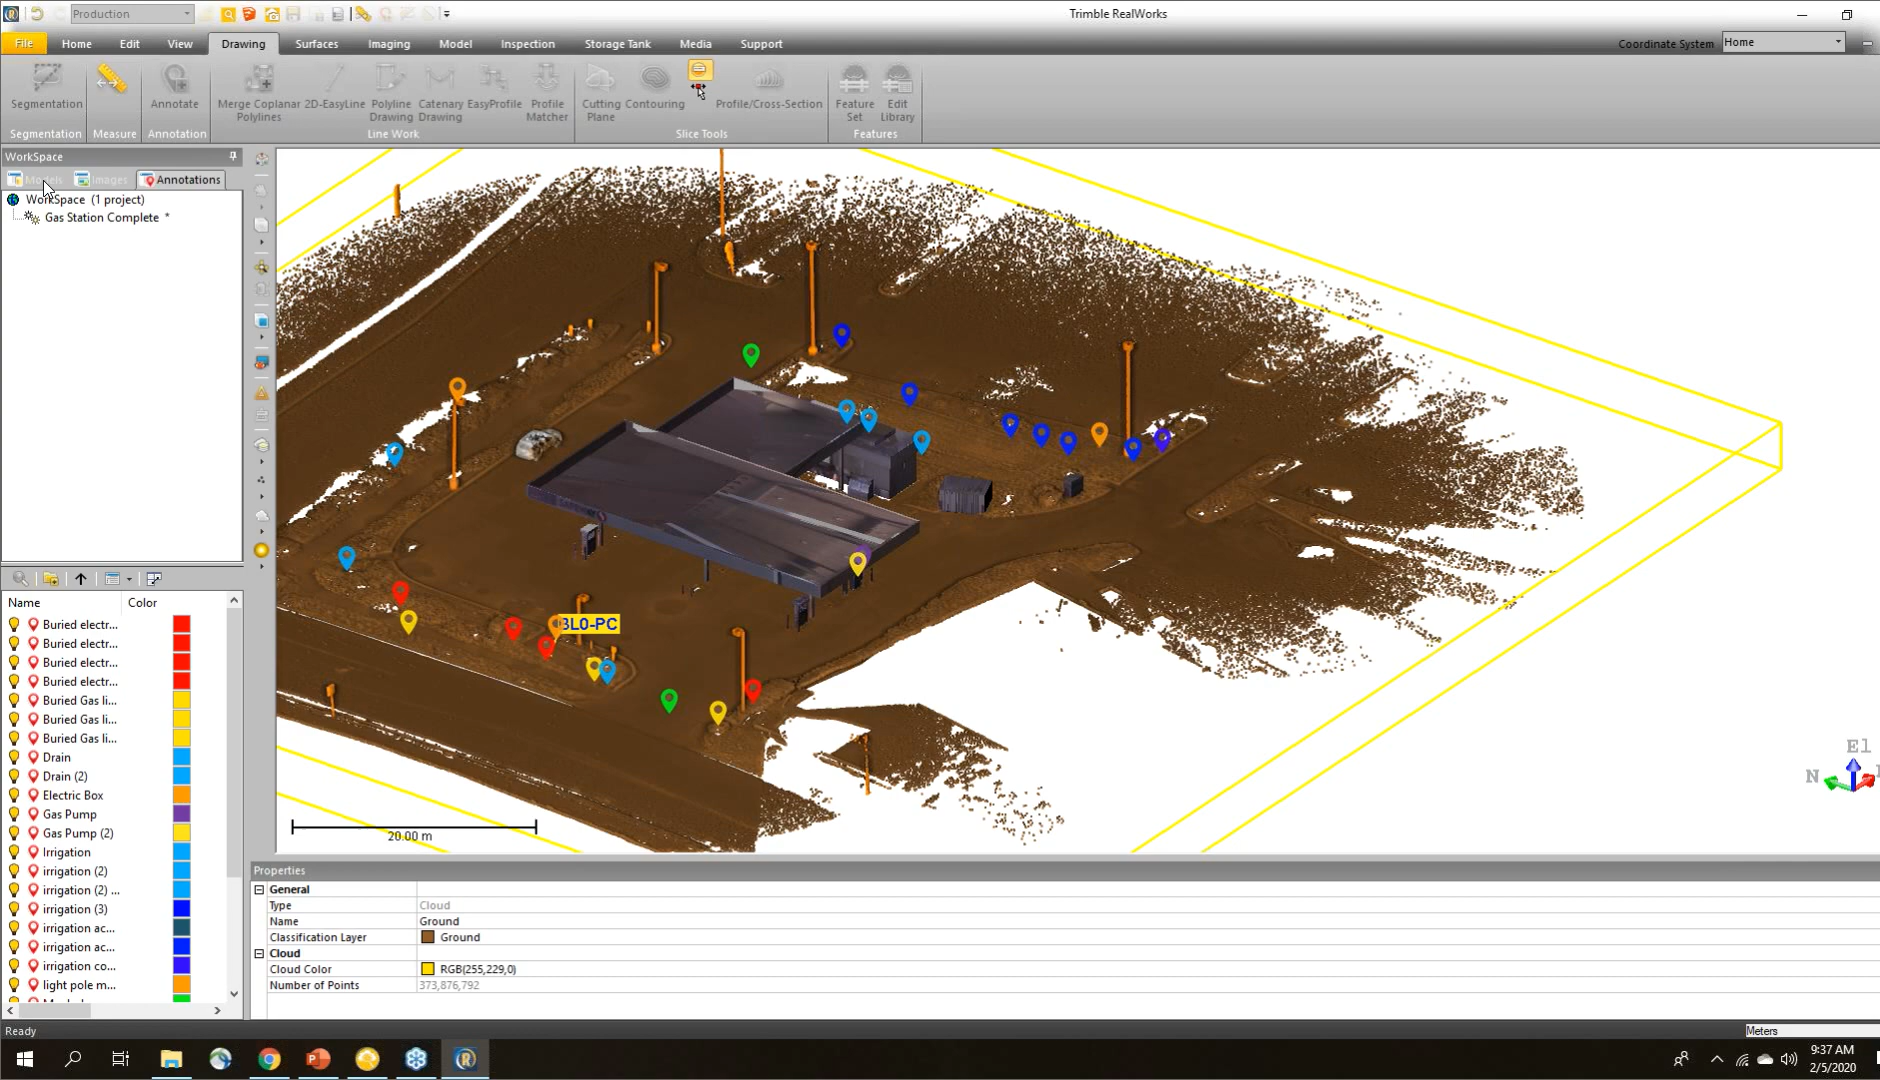 Production
Trimble RealWorks
File
Home
Edit
View
Drawing
Surfaces
Imaging
Model
Inspection
Storage Tank
Media
Support
Coordinate System
Home
Segmentation
Annotate
Merge Coplanar
Polylines
2D-EasyLine
Polyline
Drawing
Catenary
Drawing
EasyProfile
Profile
Matcher
Cutting
Plane
Contouring
Profile/Cross-Section
Feature
Set
Edit
Library
Segmentation
Measure
Annotation
Line Work
Slice Tools
Features
WorkSpace
Models
Images
Annotations
WorkSpace (1 project)
Gas Station Complete *
Name
Color
Buried electr...
Buried electr...
Buried electr...
Buried electr...
Buried Gas li...
Buried Gas li...
Buried Gas li...
Drain
Drain (2)
Electric Box
Gas Pump
Gas Pump (2)
Irrigation
irrigation (2)
irrigation (2) ...
irrigation (3)
irrigation ac...
irrigation ac...
irrigation co...
light pole m...
3L0-PC
20.00 m
El
N
Properties
General
Type Cloud
Name Ground
Classification Layer Ground
Cloud
Cloud Color RGB(255,229,0)
Number of Points 373,876,792
Ready
Meters
9:37 AM
2/5/2020